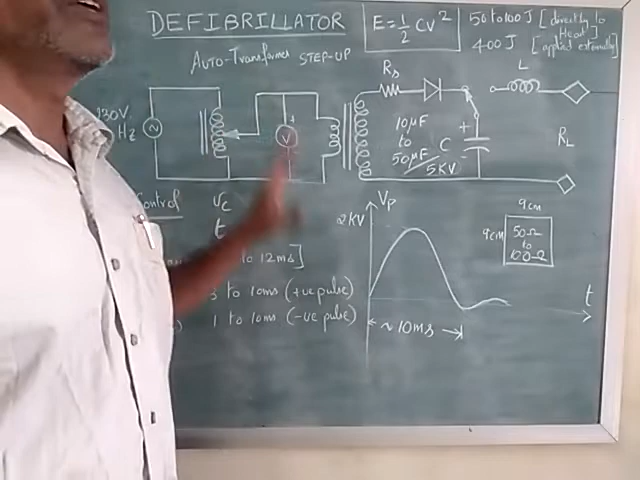 DEFIBRILLATOR
E = 1/2 CV²
50 to 100 J [directly to Heart]
400 J [applied externally]
Auto-Transformer STEP-UP
230V
Hz
V
+
Rs
10µF
to
50µF
C
5KV
+
-
L
RL
Control
Vc
t
to 12ms]
to 10ms (+ve pulse)
1 to 10ms (-ve pulse)
Vp
2KV
~10ms
t
9cm
9cm
50Ω
to
100Ω